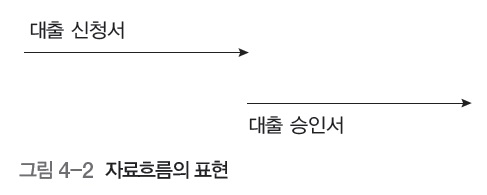 대출 신청서
대출 승인서
그림 4-2 자료흐름의 표현